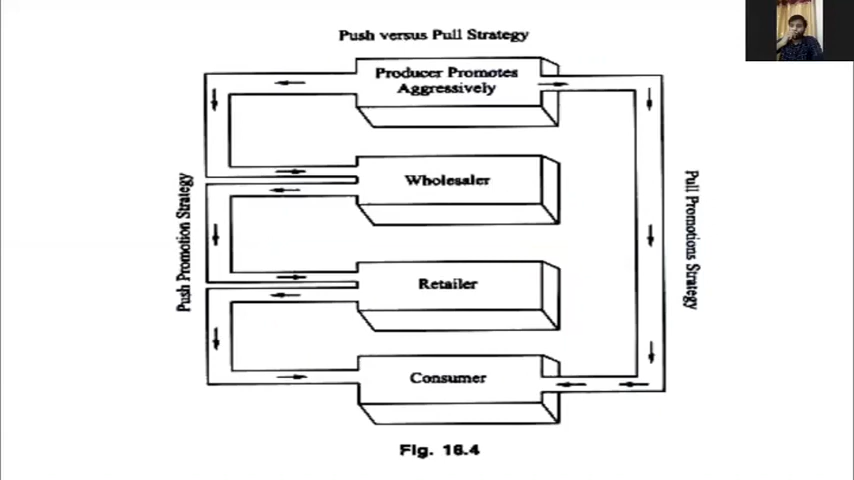 Push versus Pull Strategy
Producer Promotes
Aggressively
Wholesaler
Push Promotion Strategy
Pull Promotions Strategy
Retailer
Consumer
Fig. 16.4